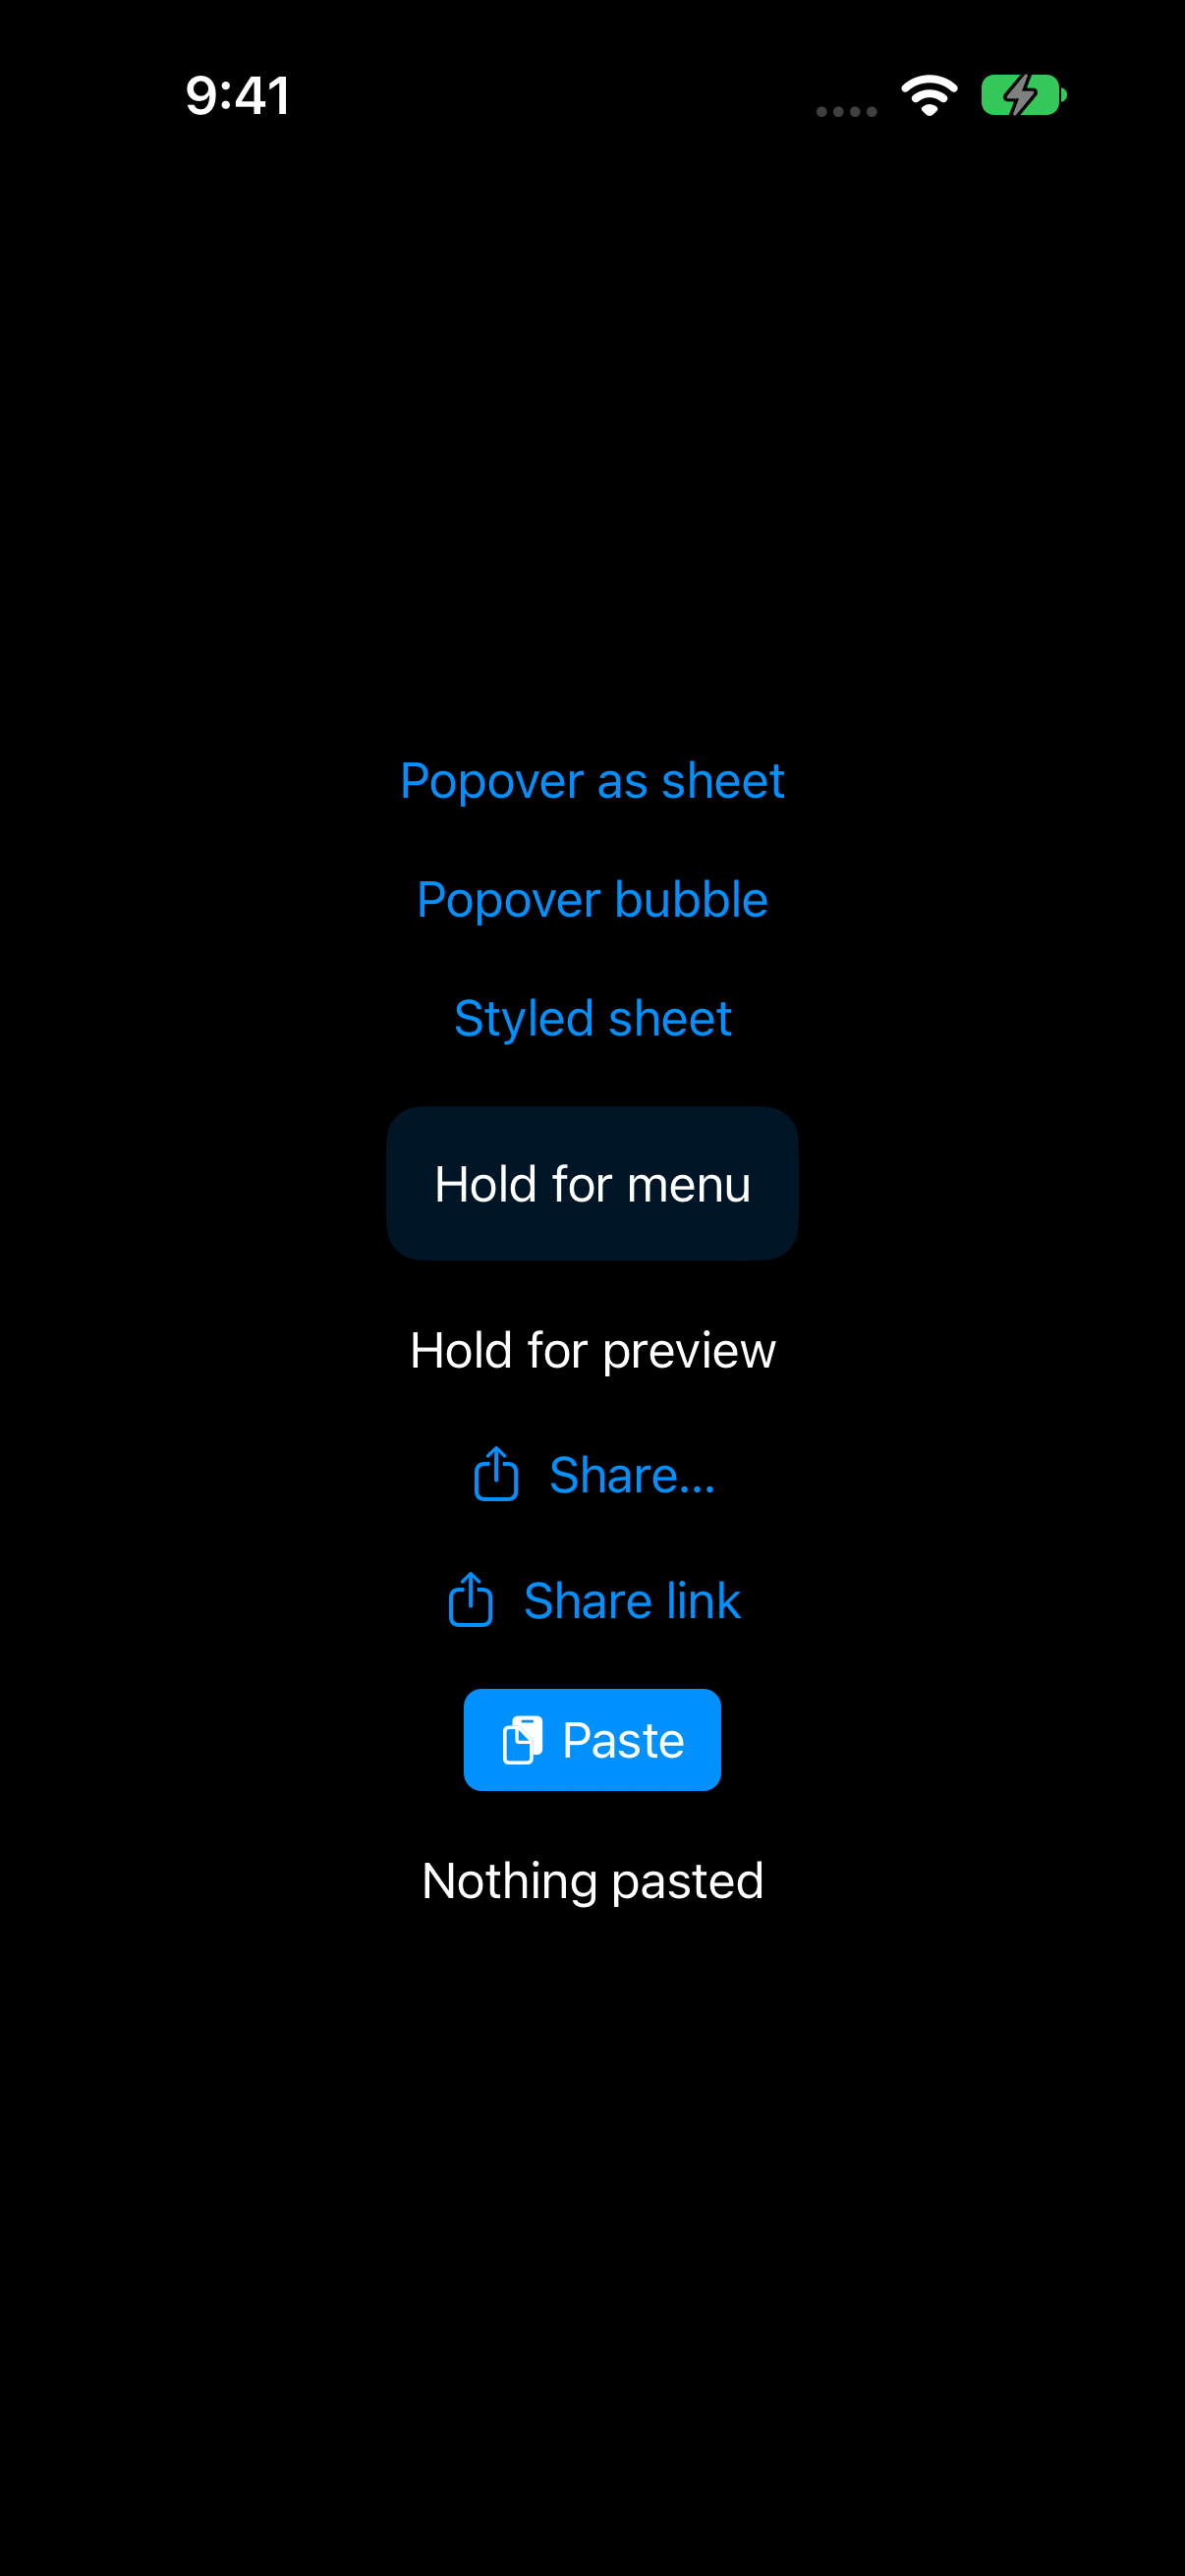 9:41
Popover as sheet
Popover bubble
Styled sheet
Hold for menu
Hold for preview
Share...
Share link
Paste
Nothing pasted